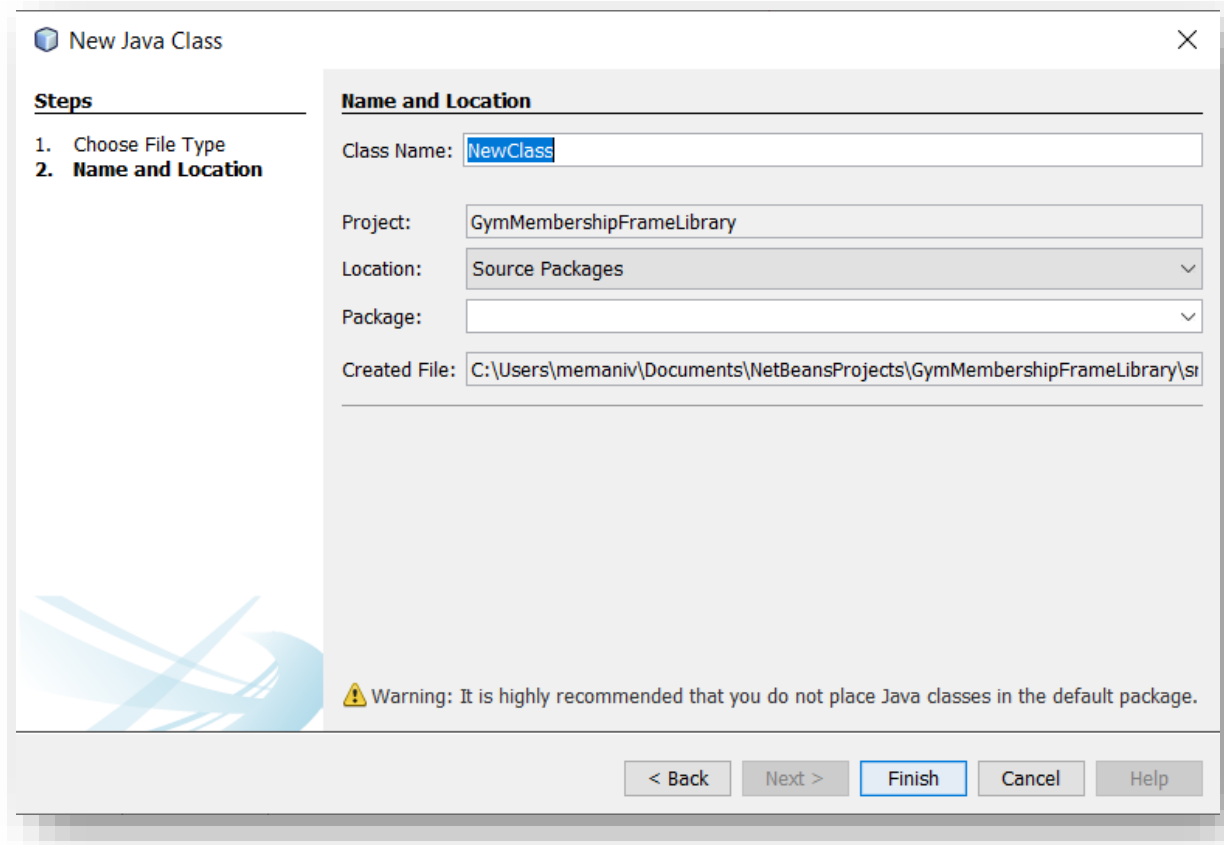 New Java Class
Steps
1. Choose File Type
2. Name and Location
Name and Location
Class Name: NewClass
Project: GymMembershipFrameLibrary
Location: Source Packages
Package:
Created File: C:\Users\memaniv\Documents\NetBeansProjects\GymMembershipFrameLibrary\sr
Warning: It is highly recommended that you do not place Java classes in the default package.
< Back Next > Finish Cancel Help